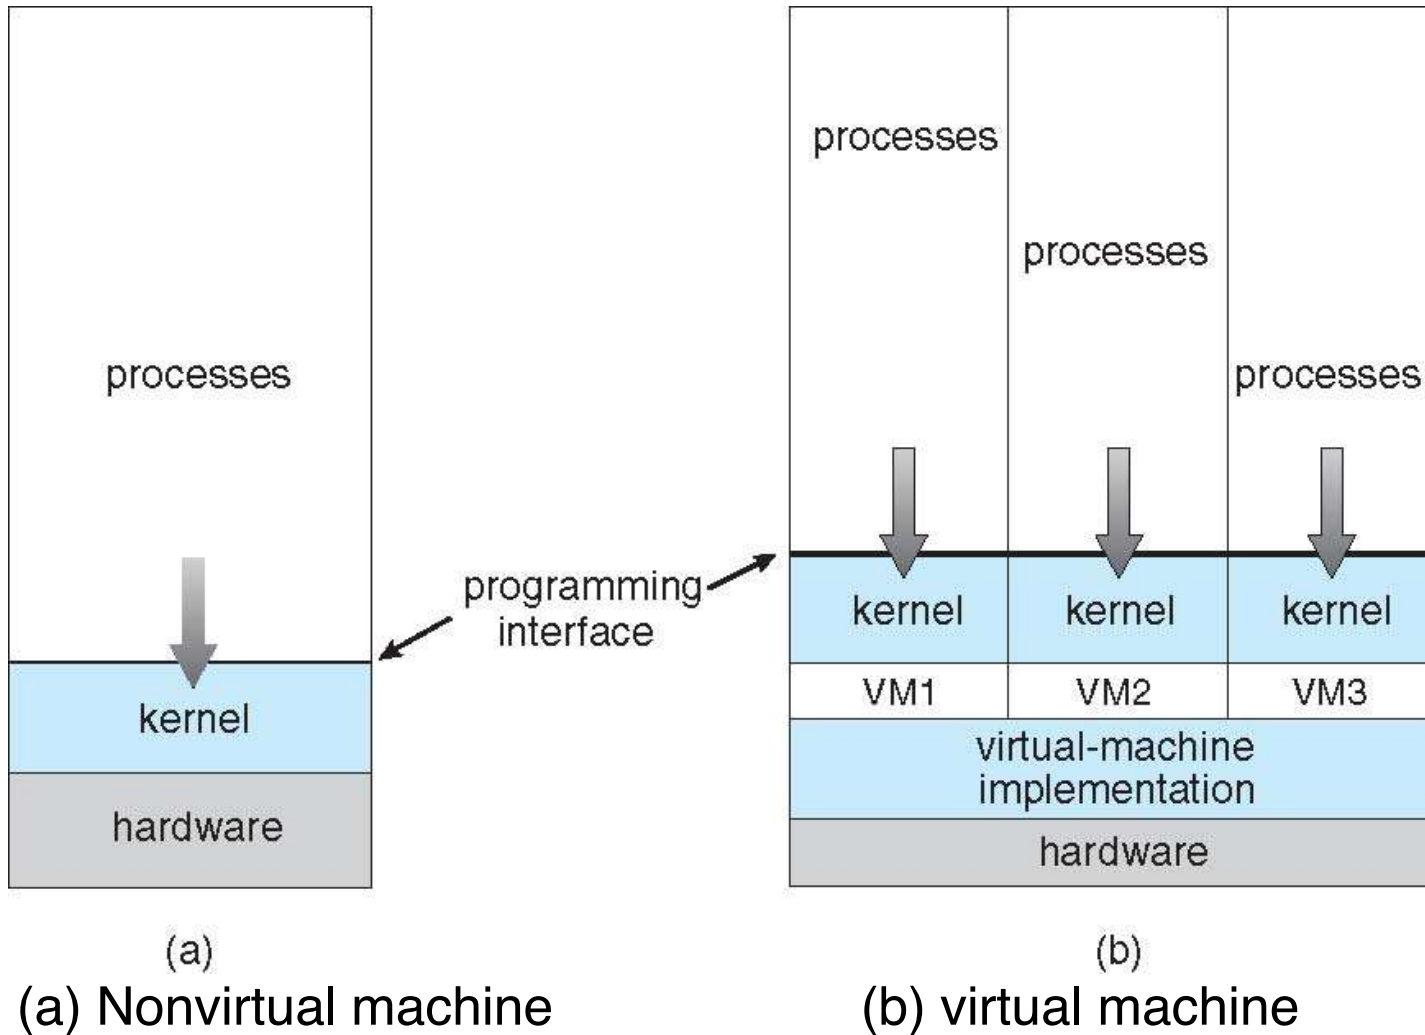 processes
programming
interface
kernel
hardware
(a)
(a) Nonvirtual machine
processes
processes
processes
kernel
kernel
kernel
VM1
VM2
VM3
virtual-machine
implementation
hardware
(b)
(b) virtual machine